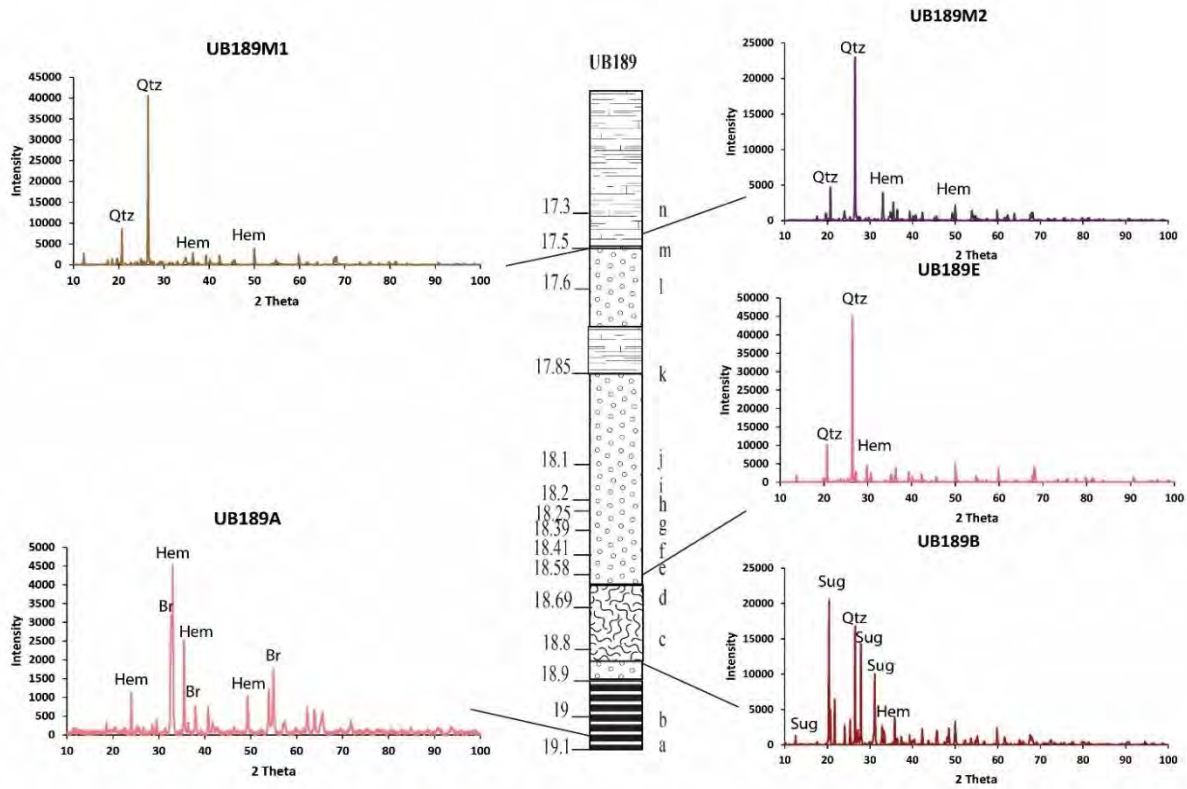 UB189M1
Intensity
45000
40000
35000
30000
25000
20000
15000
10000
5000
0
Qtz
Qtz
Hem
Hem
10 20 30 40 50 60 70 80 90 100
2 Theta
UB189
17.3 n
17.5
m
17.6 l
17.85 k
18.1 j
i
18.2 h
18.25
18.39 g
18.41 f
18.58 e
18.69 d
18.8 c
18.9
19 b
19.1 a
UB189M2
Intensity
25000
20000
15000
10000
5000
0
Qtz
Qtz
Hem
Hem
10 20 30 40 50 60 70 80 90 100
2 Theta
UB189E
Intensity
50000
45000
40000
35000
30000
25000
20000
15000
10000
5000
0
Qtz
Qtz
Hem
10 20 30 40 50 60 70 80 90 100
2 Theta
UB189A
Intensity
5000
4500
4000
3500
3000
2500
2000
1500
1000
500
0
Hem
Br
Hem
Hem
Br
Hem
Br
10 20 30 40 50 60 70 80 90 100
2 Theta
UB189B
Intensity
25000
20000
15000
10000
5000
0
Sug
Qtz
Sug
Sug
Sug
Hem
10 20 30 40 50 60 70 80 90 100
2 Theta